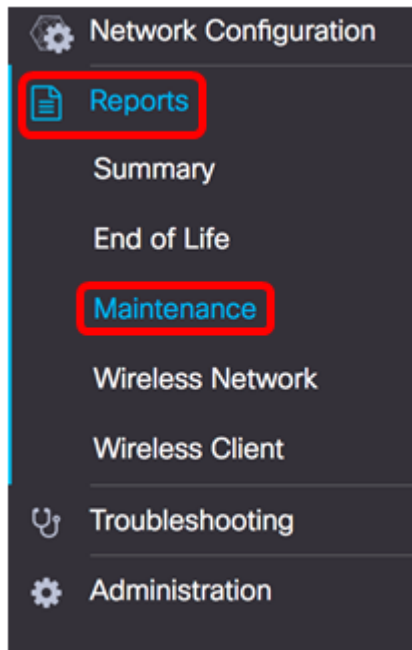 Network Configuration
Reports
Summary
End of Life
Maintenance
Wireless Network
Wireless Client
Troubleshooting
Administration